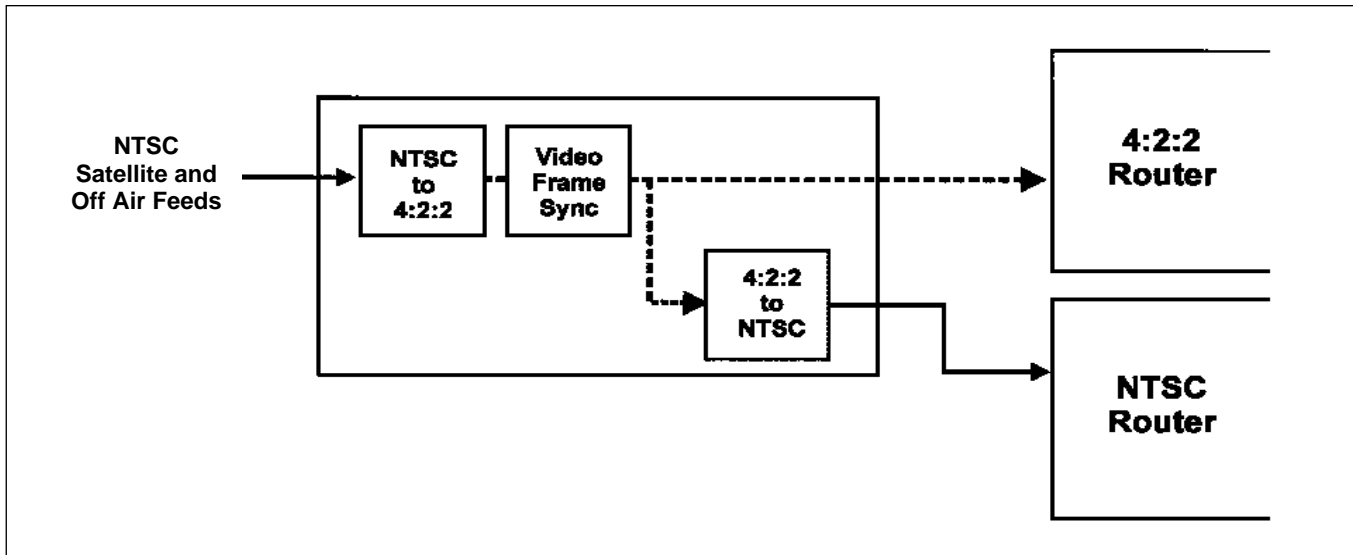 NTSC
Satellite and
Off Air Feeds
NTSC
to
4:2:2
Video
Frame
Sync
4:2:2
to
NTSC
4:2:2
Router
NTSC
Router